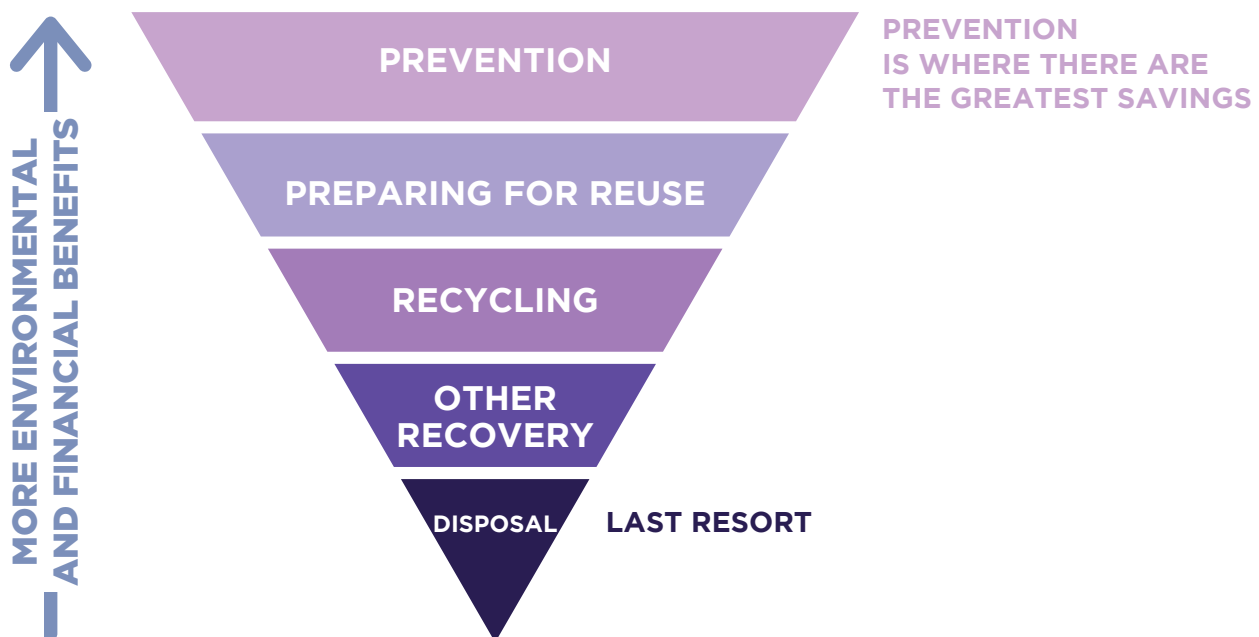 MORE ENVIRONMENTAL
AND FINANCIAL BENEFITS
PREVENTION
PREVENTION
IS WHERE THERE ARE
THE GREATEST SAVINGS
PREPARING FOR REUSE
RECYCLING
OTHER
RECOVERY
DISPOSAL
LAST RESORT